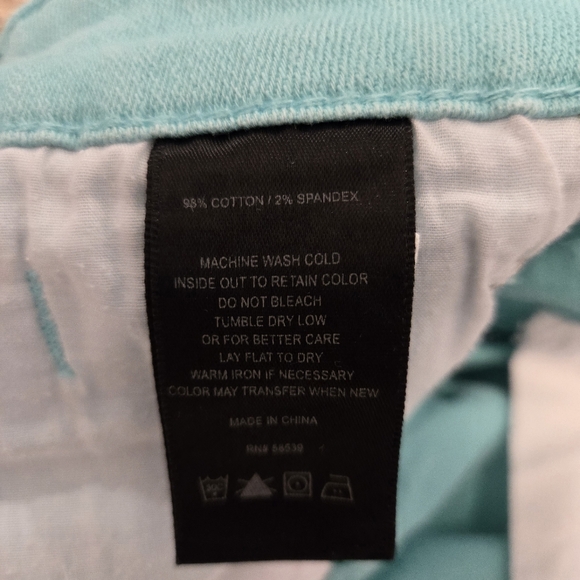 98% COTTON / 2% SPANDEX
MACHINE WASH COLD
INSIDE OUT TO RETAIN COLOR
DO NOT BLEACH
TUMBLE DRY LOW
OR FOR BETTER CARE
LAY FLAT TO DRY
WARM IRON IF NECESSARY
COLOR MAY TRANSFER WHEN NEW
MADE IN CHINA
RN#